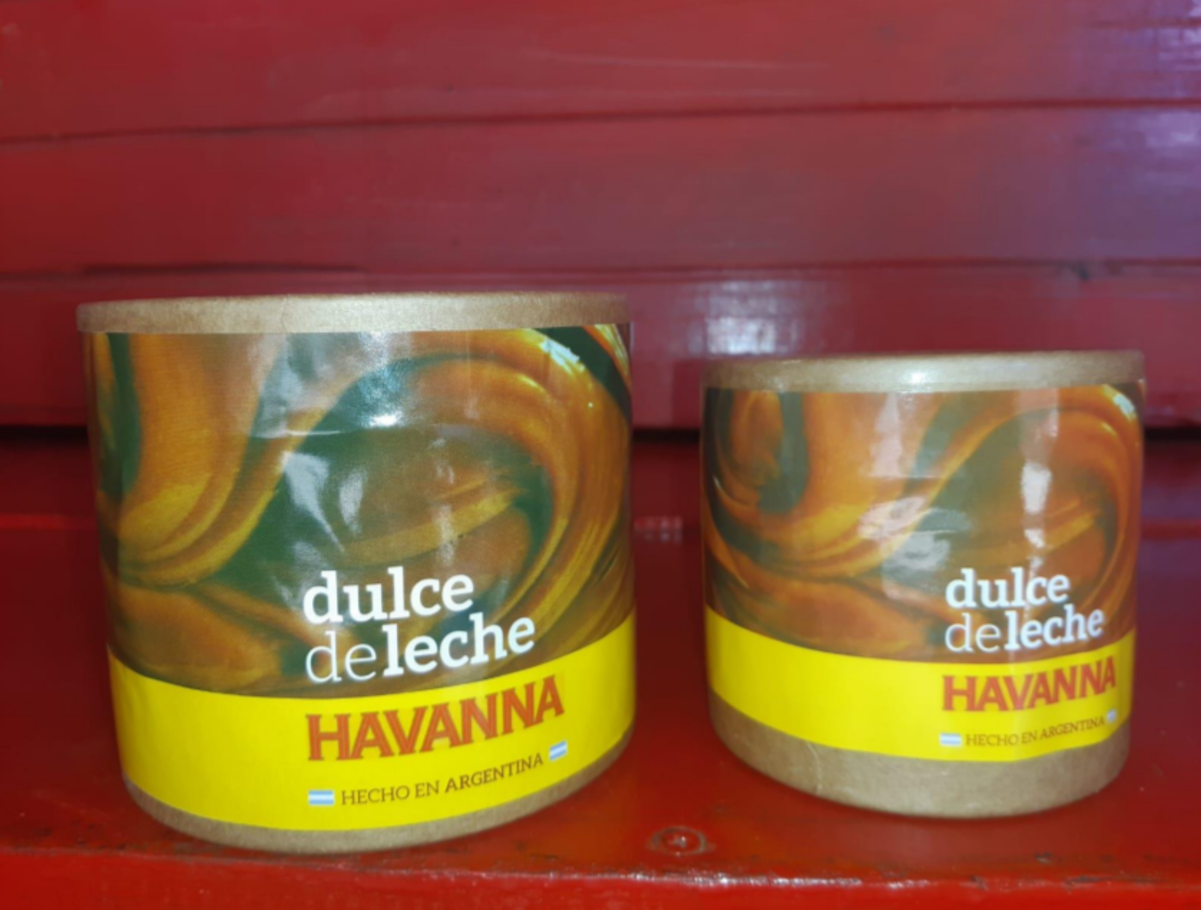 dulce
de leche
HAVANNA
HECHO EN ARGENTINA
dulce
de leche
HAVANNA
HECHO EN ARGENTINA